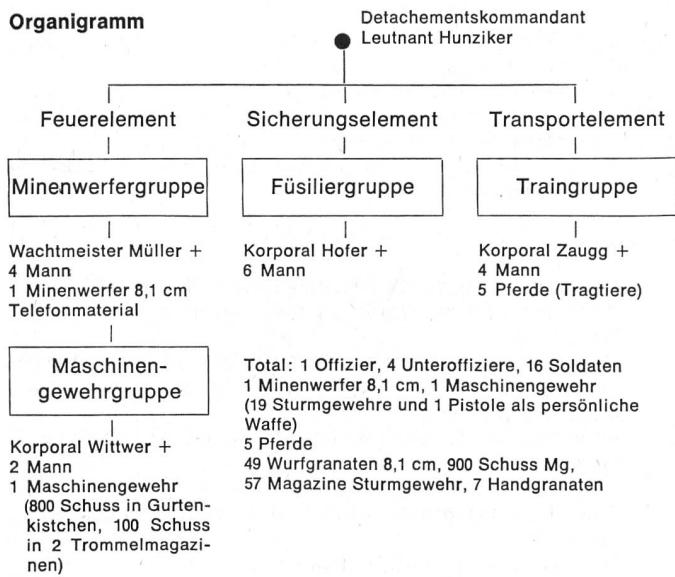 Organigramm
Detachementskommandant
Leutnant Hunziker
Feuerelement
Minenwerfergruppe
Wachtmeister Müller +
4 Mann
1 Minenwerfer 8,1 cm
Telefonmaterial
Maschinen-
gewehrgruppe
Korporal Wittwer +
2 Mann
1 Maschinengewehr
(800 Schuss in Gurten-
kistchen, 100 Schuss
in 2 Trommelmagazi-
nen)
Sicherungselement
Füsiliergruppe
Korporal Hofer +
6 Mann
Transportelement
Traingruppe
Korporal Zaugg +
4 Mann
5 Pferde (Tragtiere)
Total: 1 Offizier, 4 Unteroffiziere, 16 Soldaten
1 Minenwerfer 8,1 cm, 1 Maschinengewehr
(19 Sturmgewehre und 1 Pistole als persönliche
Waffe)
5 Pferde
49 Wurfgranaten 8,1 cm, 900 Schuss Mg,
57 Magazine Sturmgewehr, 7 Handgranaten